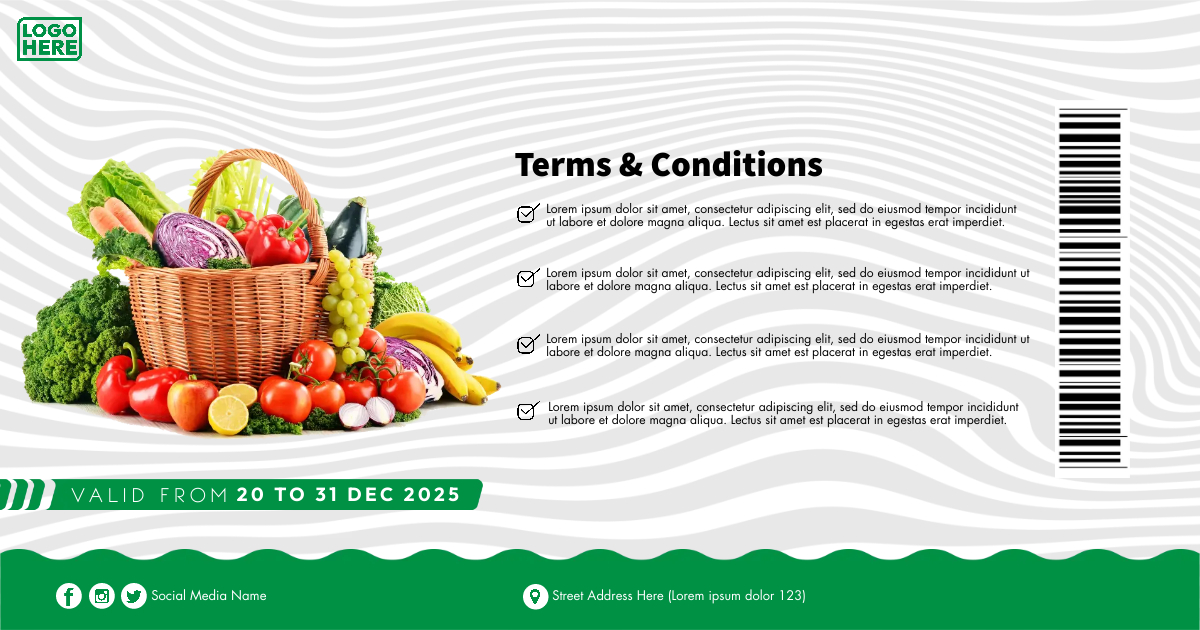 LOGO
HERE
Terms & Conditions
Lorem ipsum dolor sit amet, consectetur adipiscing elit, sed do eiusmod tempor incididunt
ut labore et dolore magna aliqua. Lectus sit amet est placerat in egestas erat imperdiet.
Lorem ipsum dolor sit amet, consectetur adipiscing elit, sed do eiusmod tempor incididunt ut
labore et dolore magna aliqua. Lectus sit amet est placerat in egestas erat imperdiet.
Lorem ipsum dolor sit amet, consectetur adipiscing elit, sed do eiusmod tempor incididunt ut
labore et dolore magna aliqua. Lectus sit amet est placerat in egestas erat imperdiet.
Lorem ipsum dolor sit amet, consectetur adipiscing elit, sed do eiusmod tempor incididunt
ut labore et dolore magna aliqua. Lectus sit amet est placerat in egestas erat imperdiet.
VALID FROM 20 TO 31 DEC 2025
Social Media Name
Street Address Here (Lorem ipsum dolor 123)